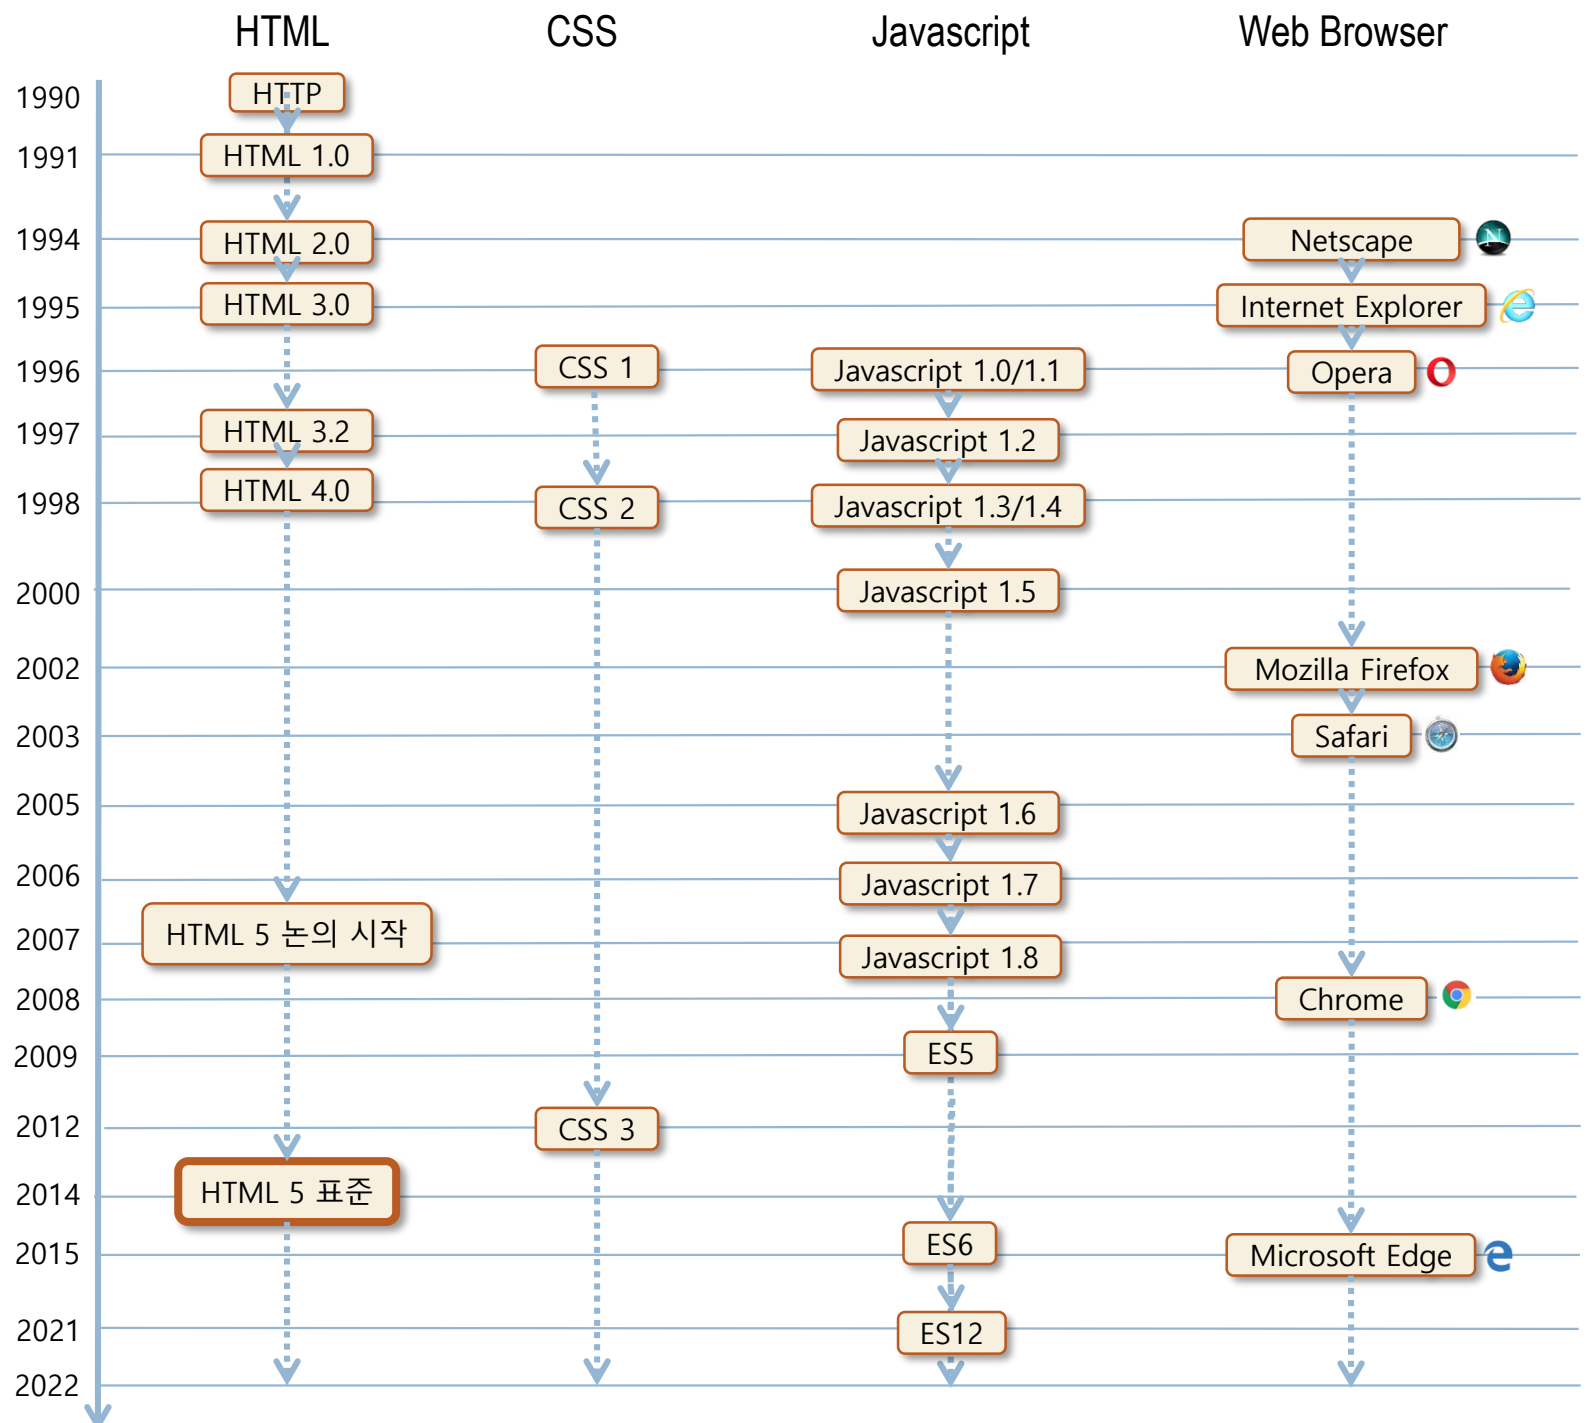 HTML CSS Javascript Web Browser
1990 HTTP
1991 HTML 1.0
1994 HTML 2.0 Netscape N
1995 HTML 3.0 Internet Explorer
1996 CSS 1 Javascript 1.0/1.1 Opera
1997 HTML 3.2 Javascript 1.2
1998 HTML 4.0 CSS 2 Javascript 1.3/1.4
2000 Javascript 1.5
2002 Mozilla Firefox
2003 Safari
2005 Javascript 1.6
2006 Javascript 1.7
2007 HTML 5 논의 시작 Javascript 1.8
2008 Chrome
2009 ES5
2012 CSS 3
2014 HTML 5 표준
2015 ES6 Microsoft Edge
2021 ES12
2022